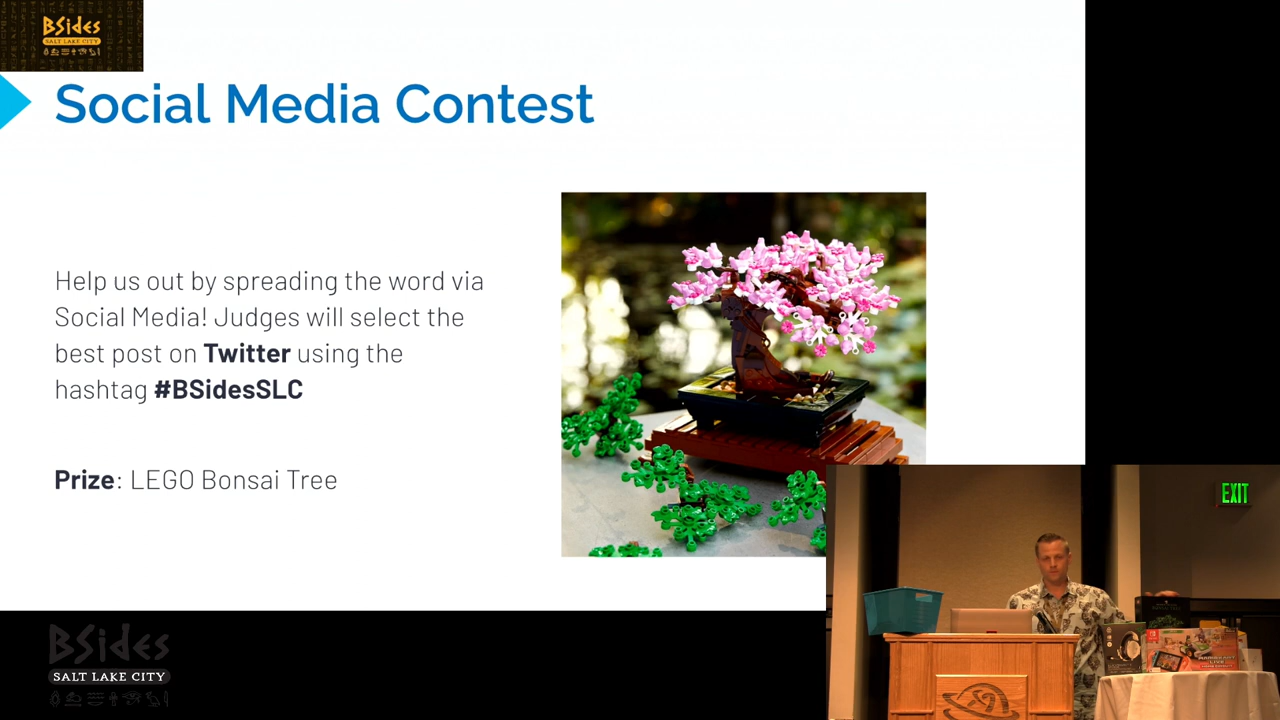 BSides
SALT LAKE CITY
Social Media Contest
Help us out by spreading the word via
Social Media! Judges will select the
best post on Twitter using the
hashtag #BSidesSLC
Prize: LEGO Bonsai Tree
EXIT
BSides
SALT LAKE CITY